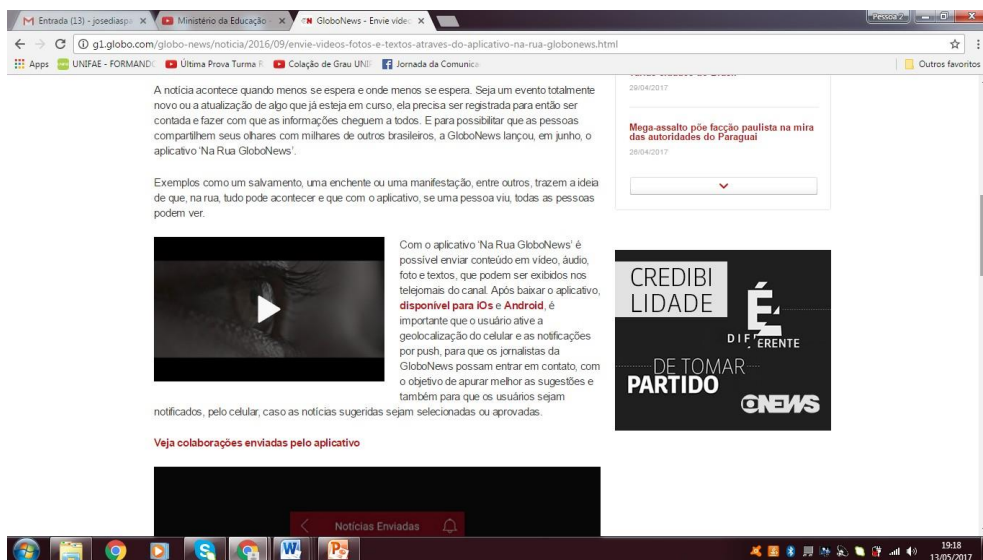 Entrada (13) - josediaspa
Ministério da Educação -
GloboNews - Envie vídeo
Pessoa 2
g1.globo.com/globo-news/noticia/2016/09/envie-videos-fotos-e-textos-atraves-do-aplicativo-na-rua-globonews.html
Apps
UNIFAE - FORMANDO
Última Prova Turma R
Colação de Grau UNI
Jornada da Comunica
Outros favoritos
A notícia acontece quando menos se espera e onde menos se espera. Seja um evento totalmente
novo ou a atualização de algo que já esteja em curso, ela precisa ser registrada para então ser
contada e fazer com que as informações cheguem a todos. E para possibilitar que as pessoas
compartilhem seus olhares com milhares de outros brasileiros, a GloboNews lançou, em junho, o
aplicativo 'Na Rua GloboNews'.
Exemplos como um salvamento, uma enchente ou uma manifestação, entre outros, trazem a ideia
de que, na rua, tudo pode acontecer e que com o aplicativo, se uma pessoa viu, todas as pessoas
podem ver.
Com o aplicativo 'Na Rua GloboNews' é
possível enviar conteúdo em vídeo, áudio,
foto e textos, que podem ser exibidos nos
telejornais do canal. Após baixar o aplicativo,
disponível para iOs e Android, é
importante que o usuário ative a
geolocalização do celular e as notificações
por push, para que os jornalistas da
GloboNews possam entrar em contato, com
o objetivo de apurar melhor as sugestões e
também para que os usuários sejam
notificados, pelo celular, caso as notícias sugeridas sejam selecionadas ou aprovadas.
Veja colaborações enviadas pelo aplicativo
Notícias Enviadas
29/04/2017
Mega-assalto põe facção paulista na mira
das autoridades do Paraguai
26/04/2017
CREDIBI
LIDADE
É
DIFERENTE
DE TOMAR
PARTIDO
NEWS
19:18
13/05/2017